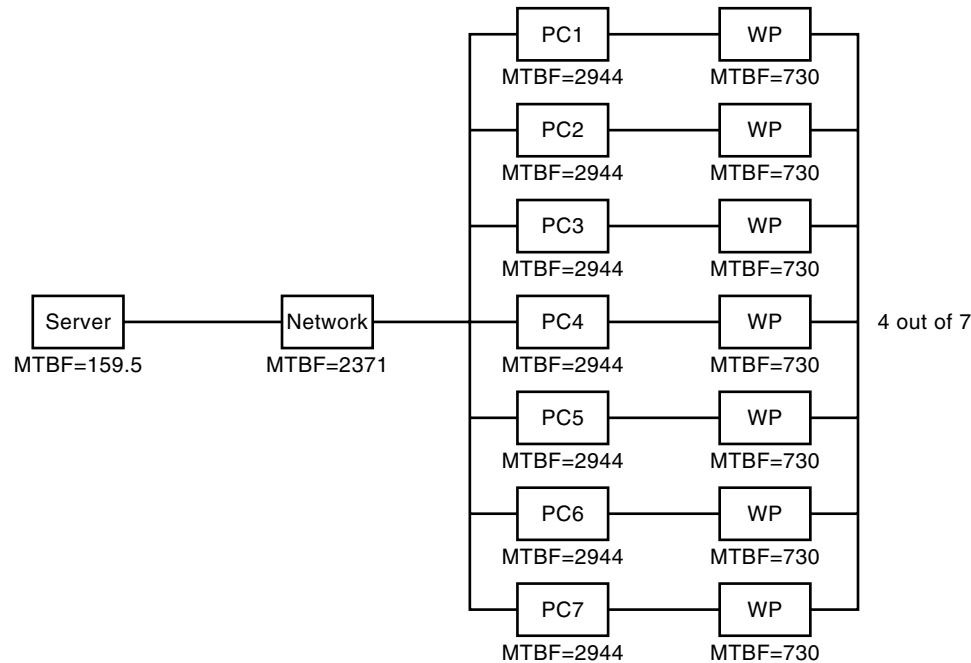 PC1 WP
MTBF=2944 MTBF=730
PC2 WP
MTBF=2944 MTBF=730
PC3 WP
MTBF=2944 MTBF=730
Server Network PC4 WP 4 out of 7
MTBF=159.5 MTBF=2371 MTBF=2944 MTBF=730
PC5 WP
MTBF=2944 MTBF=730
PC6 WP
MTBF=2944 MTBF=730
PC7 WP
MTBF=2944 MTBF=730